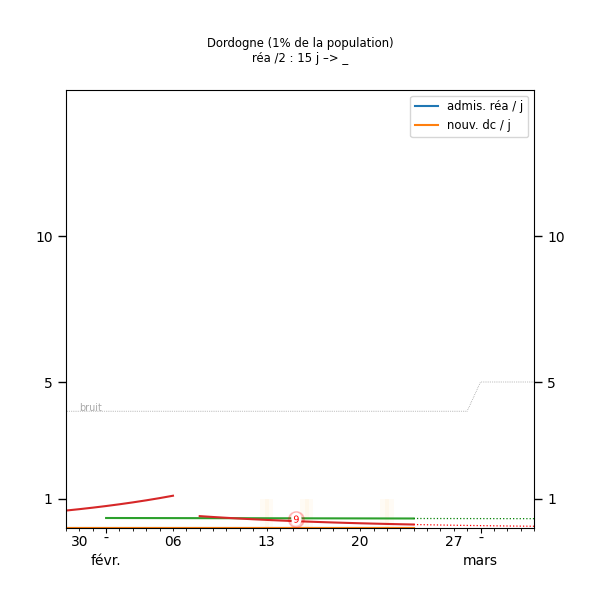 Dordogne (1% de la population)
réa /2 : 15 j –> _
admis. réa / j
nouv. dc / j
10 10
5 5
bruit
1 1
9
30 - 06 13 20 27 -
févr. mars